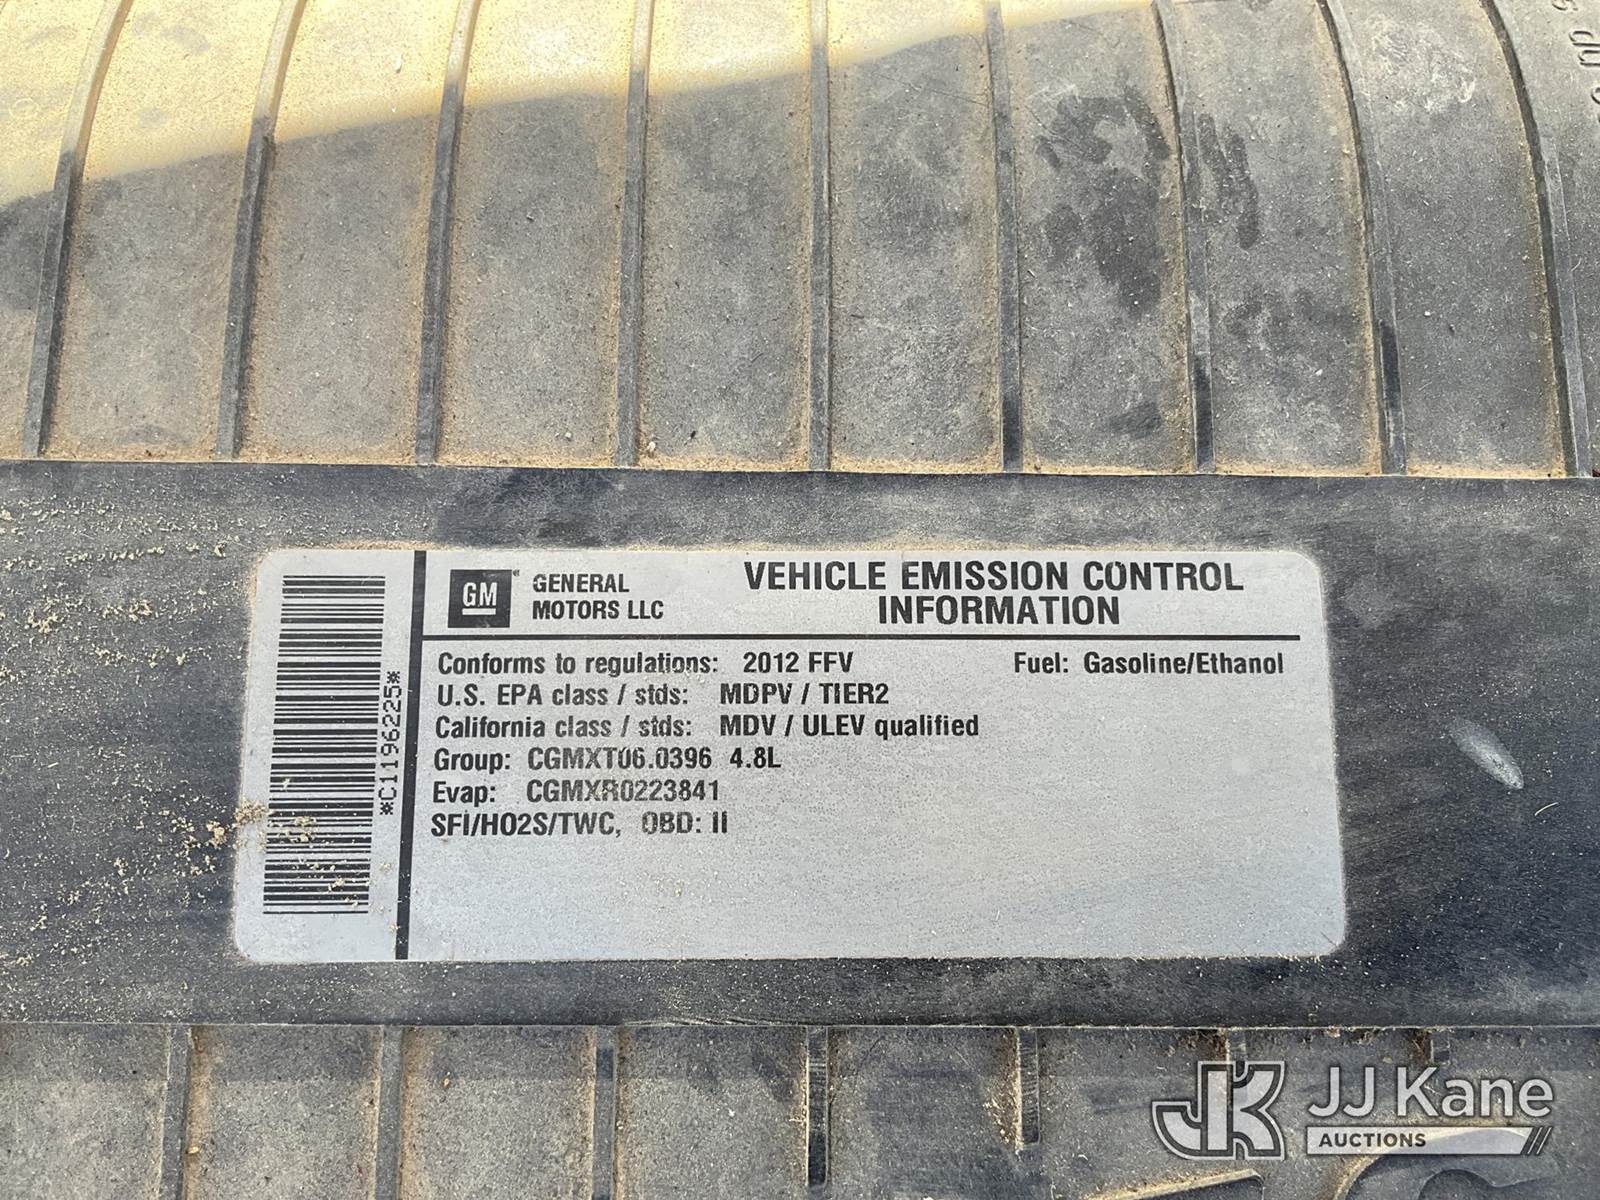 GM
GENERAL
MOTORS LLC
VEHICLE EMISSION CONTROL
INFORMATION
Conforms to regulations: 2012 FFV
Fuel: Gasoline/Ethanol
U.S. EPA class / stds: MDPV / TIER2
California class / stds: MDV / ULEV qualified
Group: CGMXT06.0396 4.8L
Evap: CGMXR0223841
SFI/HO2S/TWC, OBD: II
*C1196225*
JK
JJ Kane
AUCTIONS